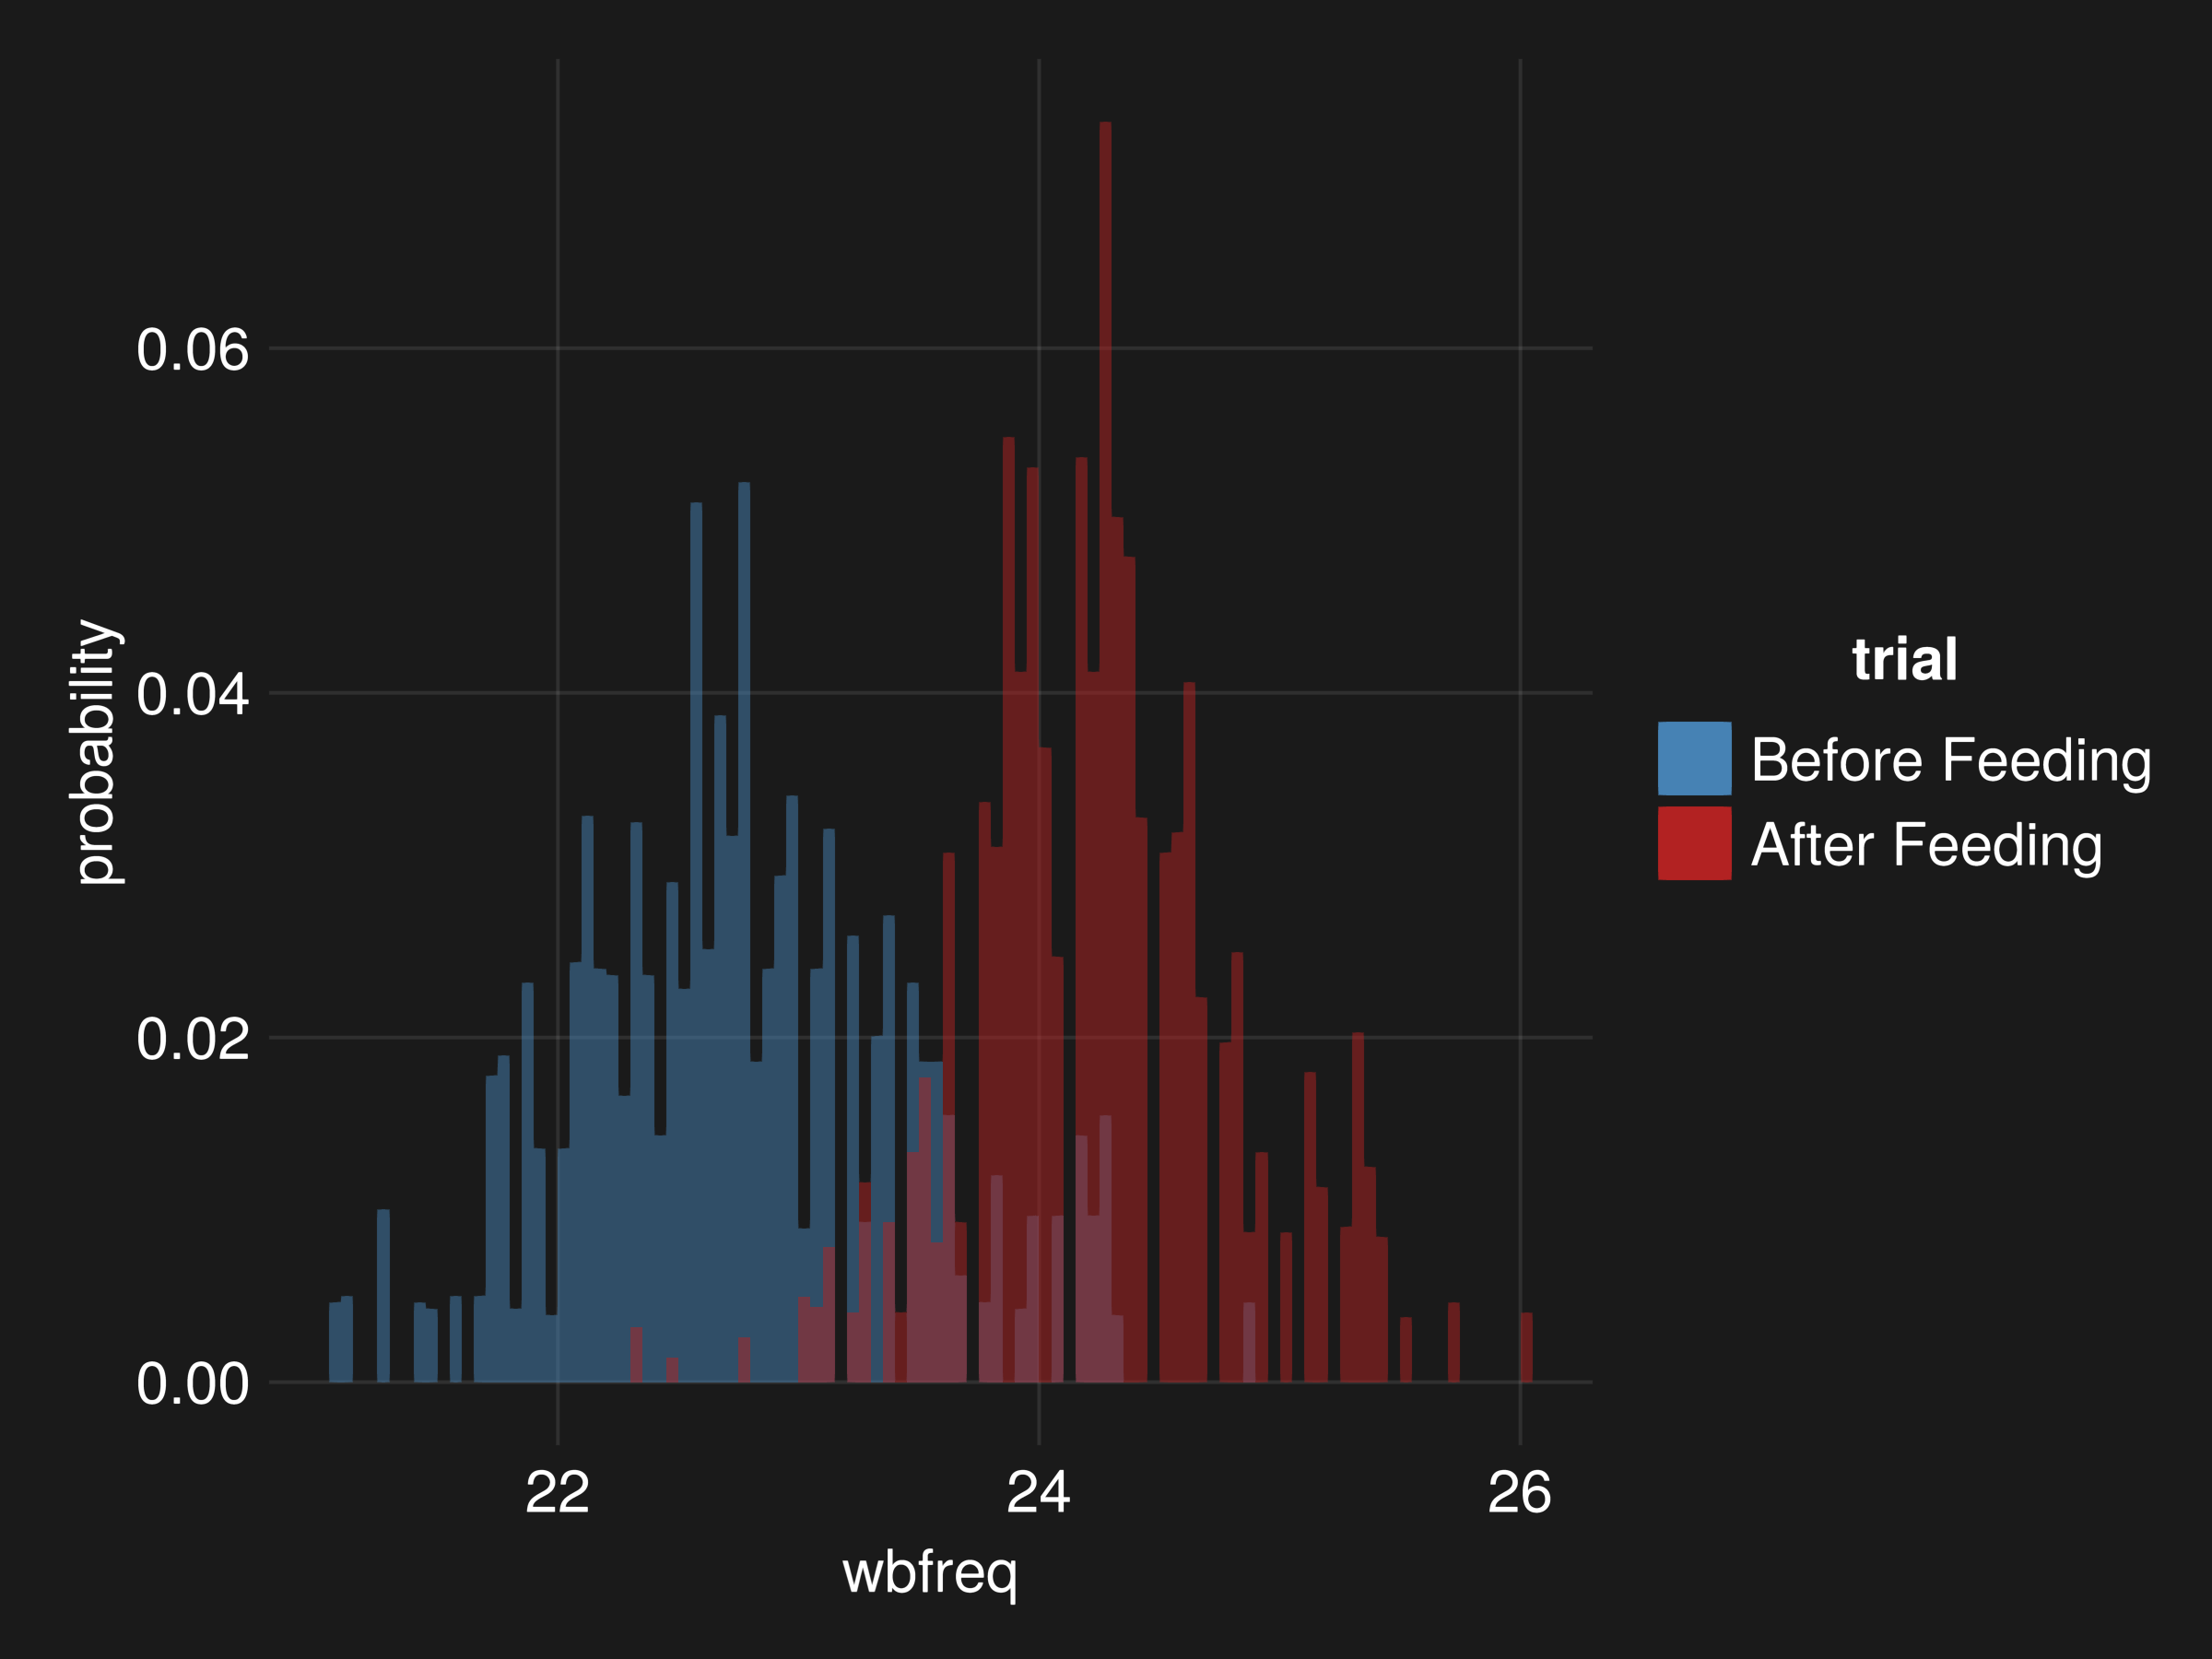 0.06
0.04
0.02
0.00
probability
22
24
26
wbfreq
trial
Before Feeding
After Feeding